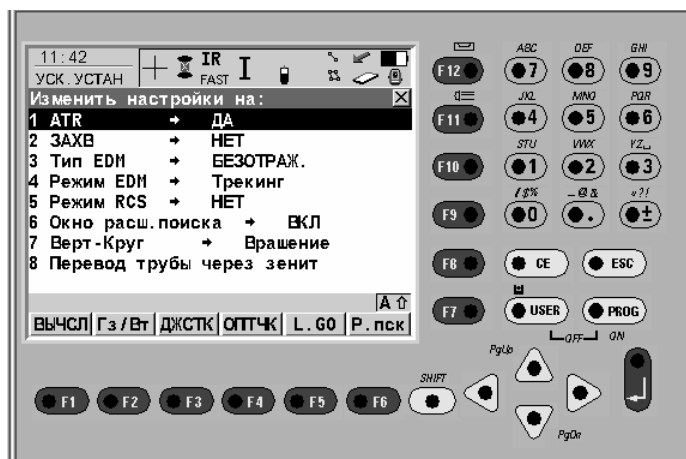 11:42
УСК.УСТАН
IR
FAST
I
Изменить настройки на:
1 ATR → ДА
2 ЗАХВ → НЕТ
3 Тип EDM → БЕЗОТРАЖ.
4 Режим EDM → Трекинг
5 Режим RCS → НЕТ
6 Окно расш.поиска → ВКЛ
7 Верт-Круг → Врашение
8 Перевод трубы через зенит
A
ВЫЧСЛ Гз/Вт ДЖСТК ОПТЧК L.GO Р.пск
F12 ABC 7 DEF 8 GHI 9
F11 JKL 4 MNO 5 PQR 6
F10 STU 1 VWX 2 YZ␣ 3
F9 /$% 0 _@& . *?! ±
F8 CE ESC
F7 USER PROG
OFF ON
PgUp
F1 F2 F3 F4 F5 F6 SHIFT
PgDn